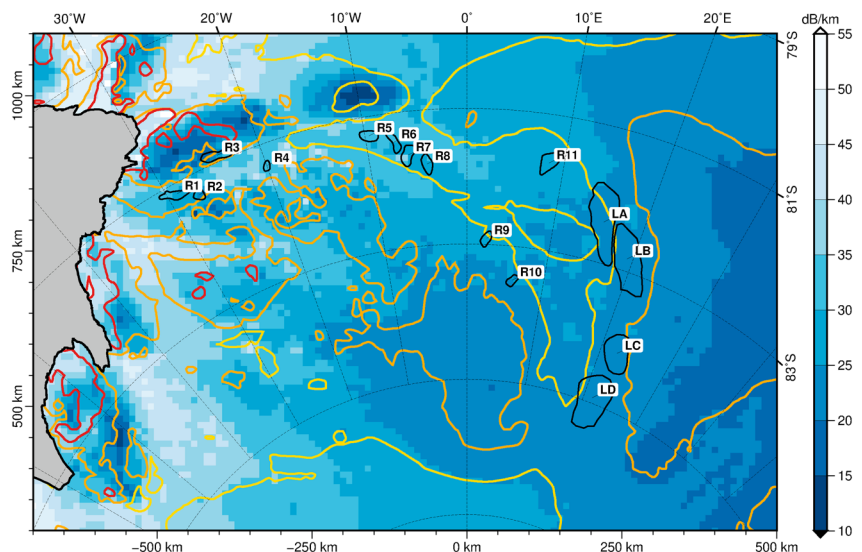 30°W 20°W 10°W 0° 10°E 20°E
dB/km
79°S
81°S
83°S
1000 km
750 km
500 km
−500 km −250 km 0 km 250 km 500 km
R5
R6
R7
R8
R3
R4
R11
R1 R2
LA
R9
LB
R10
LC
LD
55
50
45
40
35
30
25
20
15
10